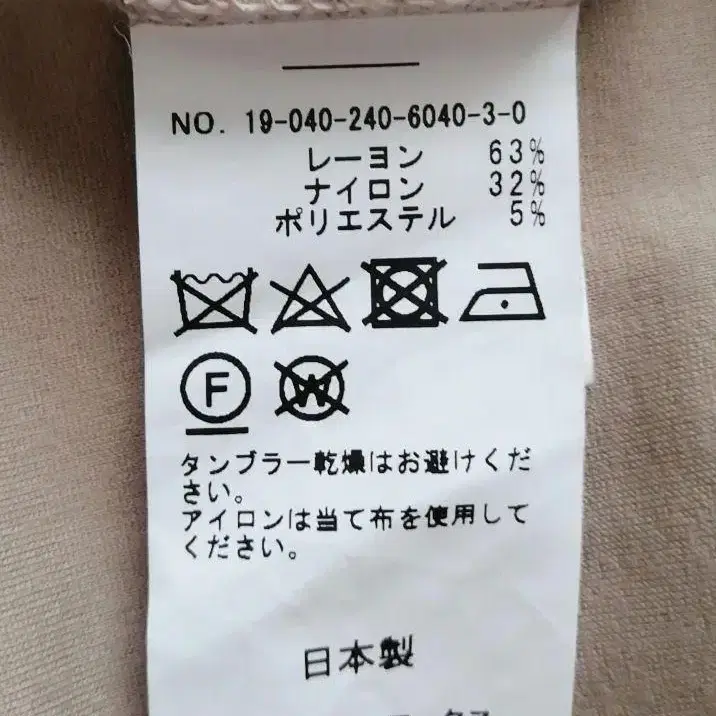 NO. 19-040-240-6040-3-0
レーヨン 63%
ナイロン 32%
ポリエステル 5%
F W
タンブラー乾燥はお避けくだ
さい。
アイロンは当て布を使用して
ください。
日本製